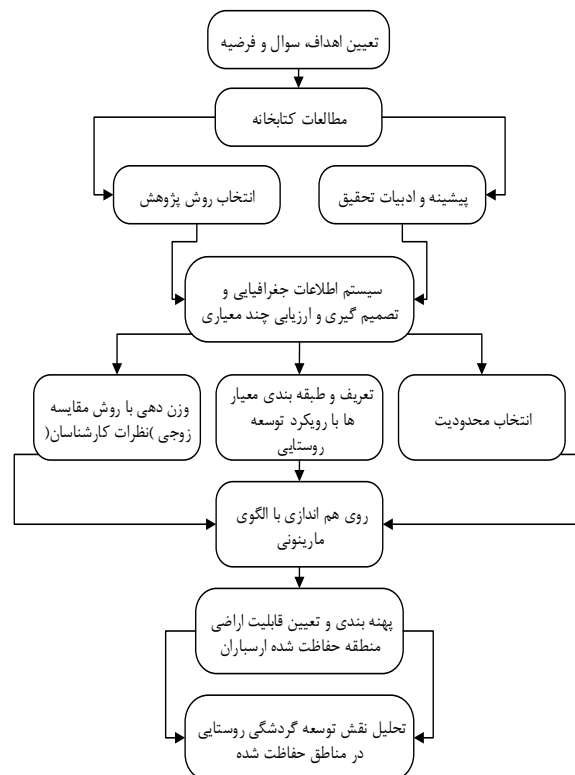 تعیین اهداف، سوال و فرضیه
مطالعات کتابخانه
پیشینه و ادبیات تحقیق
انتخاب روش پژوهش
سیستم اطلاعات جغرافیایی و
تصمیم گیری و ارزیابی چند معیاری
انتخاب محدودیت
تعریف و طبقه بندی معیار
ها با رویکرد توسعه
روستایی
وزن دهی با روش مقایسه
زوجی )نظرات کارشناسان(
روی هم اندازی با الگوی
مارینونی
پهنه بندی و تعیین قابلیت اراضی
منطقه حفاظت شده ارسباران
تحلیل نقش توسعه گردشگی روستایی
در مناطق حفاظت شده